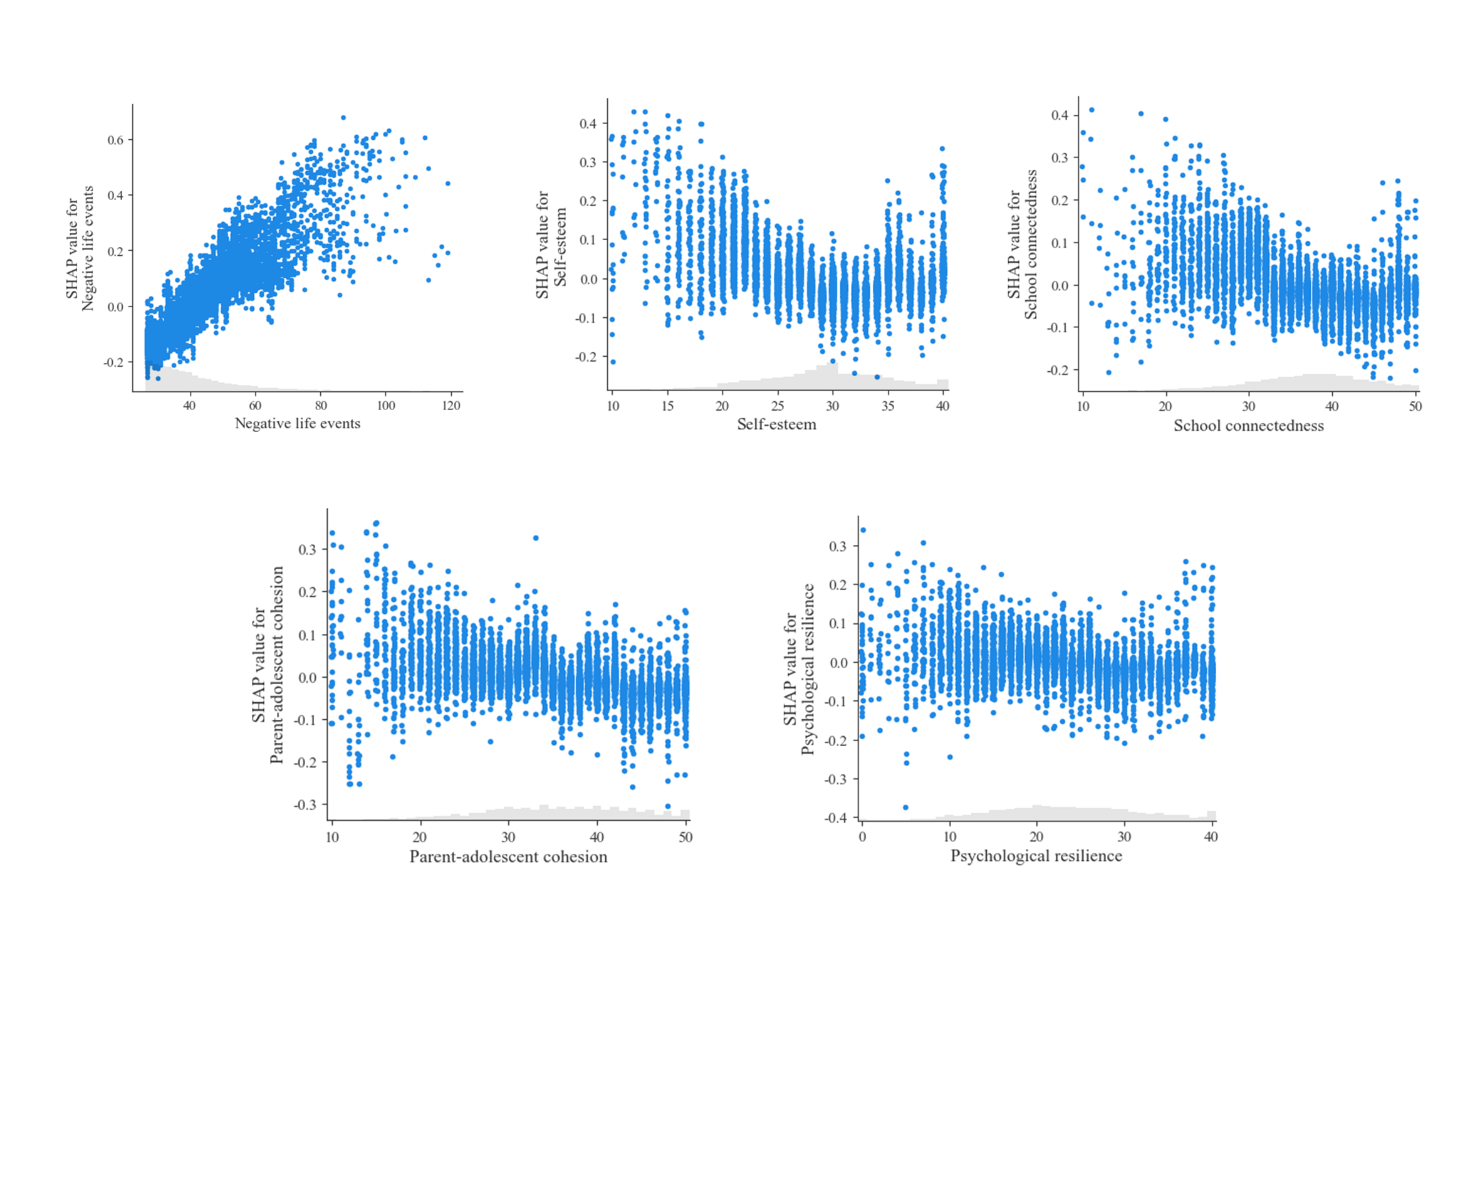 SHAP value for
Negative life events
0.6
0.4
0.2
0.0
-0.2
40 60 80 100 120
Negative life events
SHAP value for
Self-esteem
0.4
0.3
0.2
0.1
0.0
-0.1
-0.2
10 15 20 25 30 35 40
Self-esteem
SHAP value for
School connectedness
0.4
0.3
0.2
0.1
0.0
-0.1
-0.2
10 20 30 40 50
School connectedness
SHAP value for
Parent-adolescent cohesion
0.3
0.2
0.1
0.0
-0.1
-0.2
-0.3
10 20 30 40 50
Parent-adolescent cohesion
SHAP value for
Psychological resilience
0.3
0.2
0.1
0.0
-0.1
-0.2
-0.3
-0.4
0 10 20 30 40
Psychological resilience